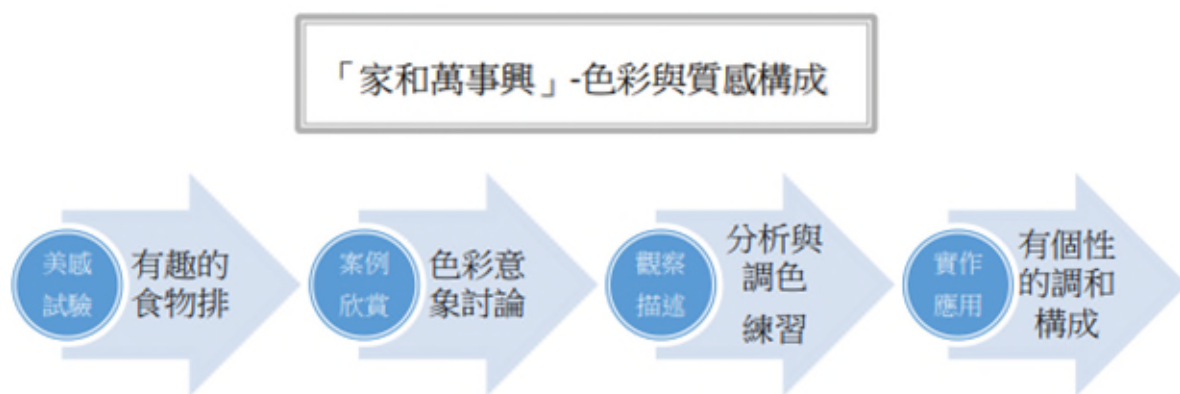 「家和萬事興」-色彩與質感構成
美感
試驗
有趣的
食物排
案例
欣賞
色彩意
象討論
觀察
描述
分析與
調色
練習
實作
應用
有個性
的調和
構成